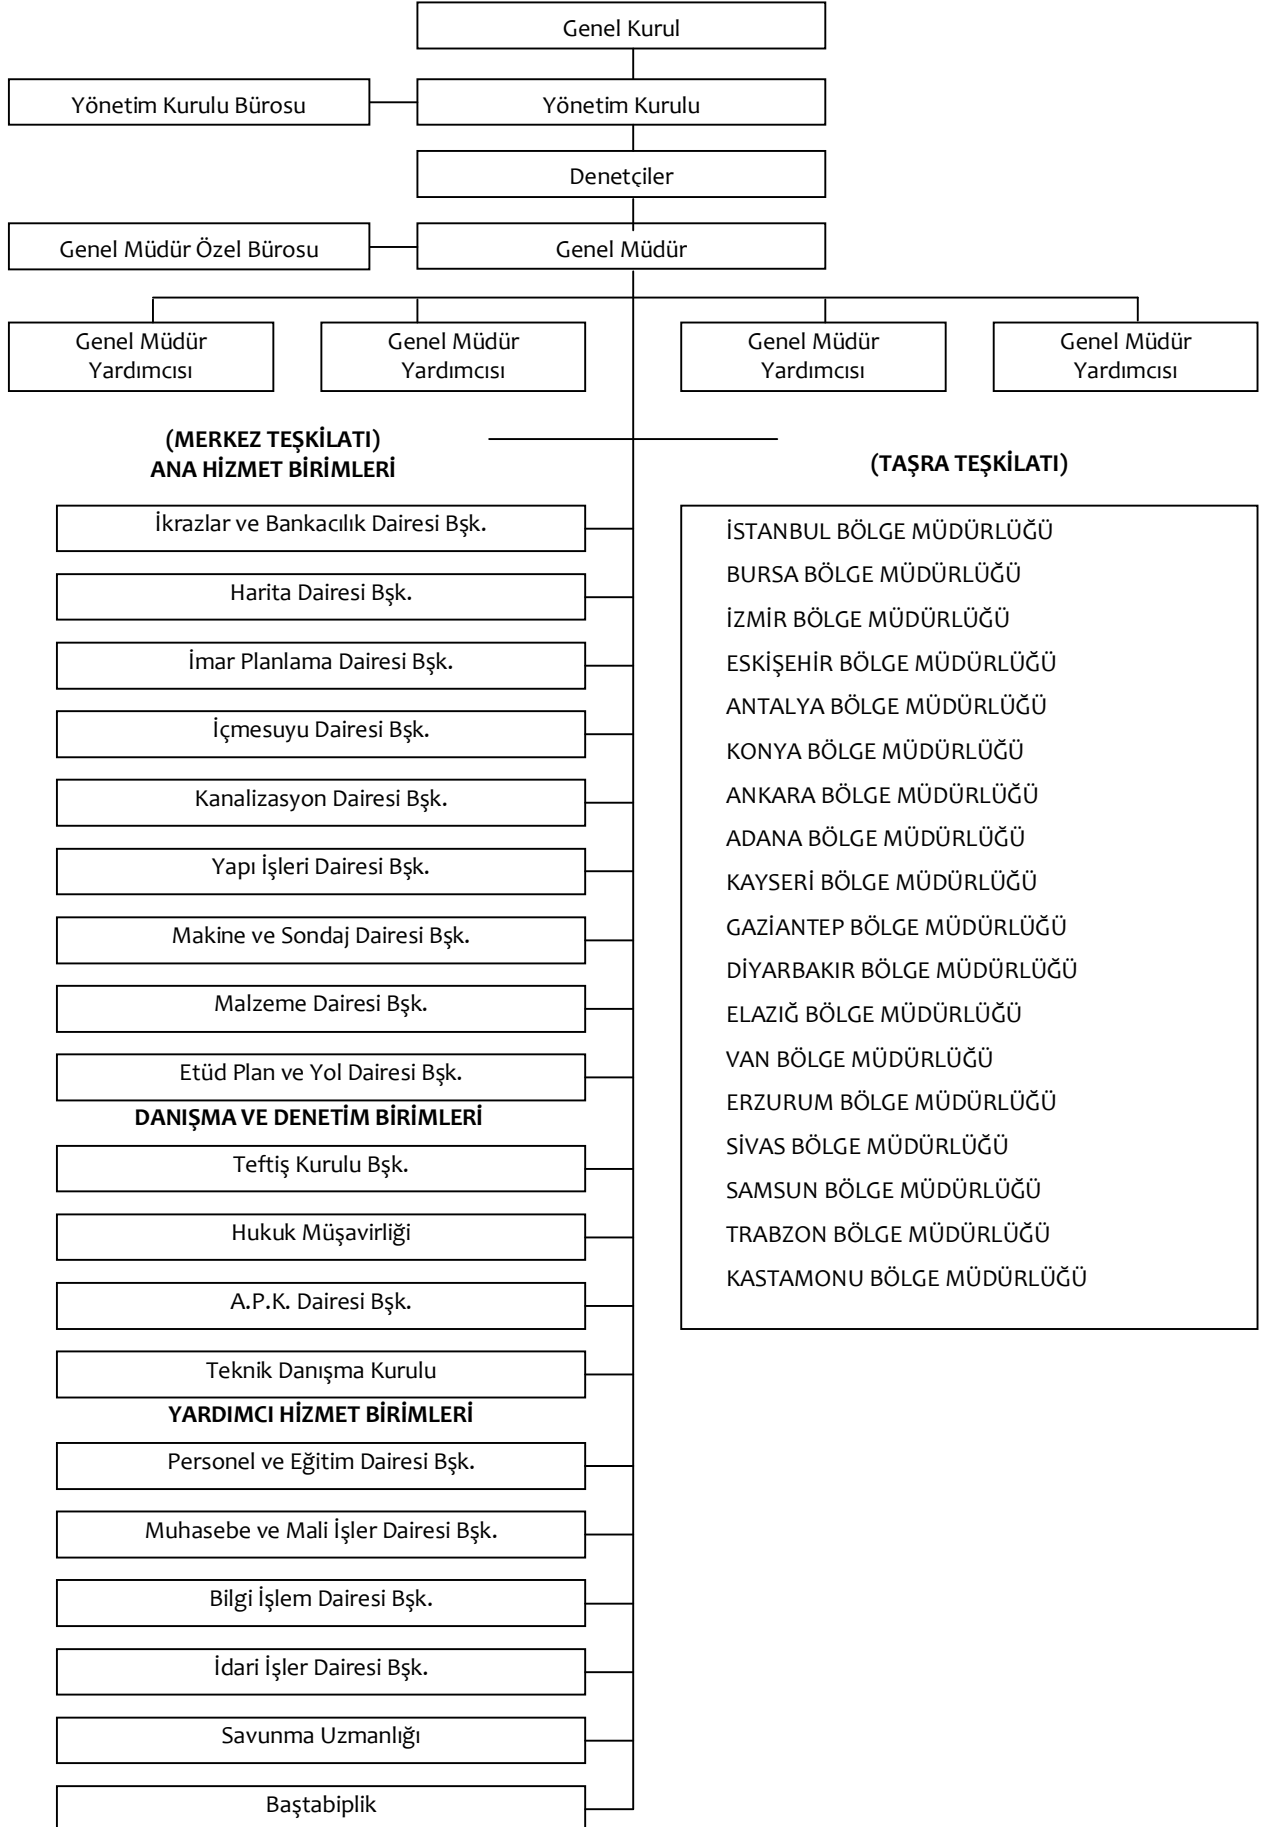 Genel Kurul
Yönetim Kurulu Bürosu
Yönetim Kurulu
Denetçiler
Genel Müdür Özel Bürosu
Genel Müdür
Genel Müdür
Yardımcısı
Genel Müdür
Yardımcısı
Genel Müdür
Yardımcısı
Genel Müdür
Yardımcısı
(MERKEZ TEŞKİLATI)
ANA HİZMET BİRİMLERİ
İkrazlar ve Bankacılık Dairesi Bşk.
Harita Dairesi Bşk.
İmar Planlama Dairesi Bşk.
İçmesuyu Dairesi Bşk.
Kanalizasyon Dairesi Bşk.
Yapı İşleri Dairesi Bşk.
Makine ve Sondaj Dairesi Bşk.
Malzeme Dairesi Bşk.
Etüd Plan ve Yol Dairesi Bşk.
DANIŞMA VE DENETİM BİRİMLERİ
Teftiş Kurulu Bşk.
Hukuk Müşavirliği
A.P.K. Dairesi Bşk.
Teknik Danışma Kurulu
YARDIMCI HİZMET BİRİMLERİ
Personel ve Eğitim Dairesi Bşk.
Muhasebe ve Mali İşler Dairesi Bşk.
Bilgi İşlem Dairesi Bşk.
İdari İşler Dairesi Bşk.
Savunma Uzmanlığı
Baştabiplik
(TAŞRA TEŞKİLATI)
İSTANBUL BÖLGE MÜDÜRLÜĞÜ
BURSA BÖLGE MÜDÜRLÜĞÜ
İZMİR BÖLGE MÜDÜRLÜĞÜ
ESKİŞEHİR BÖLGE MÜDÜRLÜĞÜ
ANTALYA BÖLGE MÜDÜRLÜĞÜ
KONYA BÖLGE MÜDÜRLÜĞÜ
ANKARA BÖLGE MÜDÜRLÜĞÜ
ADANA BÖLGE MÜDÜRLÜĞÜ
KAYSERİ BÖLGE MÜDÜRLÜĞÜ
GAZİANTEP BÖLGE MÜDÜRLÜĞÜ
DİYARBAKIR BÖLGE MÜDÜRLÜĞÜ
ELAZIĞ BÖLGE MÜDÜRLÜĞÜ
VAN BÖLGE MÜDÜRLÜĞÜ
ERZURUM BÖLGE MÜDÜRLÜĞÜ
SİVAS BÖLGE MÜDÜRLÜĞÜ
SAMSUN BÖLGE MÜDÜRLÜĞÜ
TRABZON BÖLGE MÜDÜRLÜĞÜ
KASTAMONU BÖLGE MÜDÜRLÜĞÜ